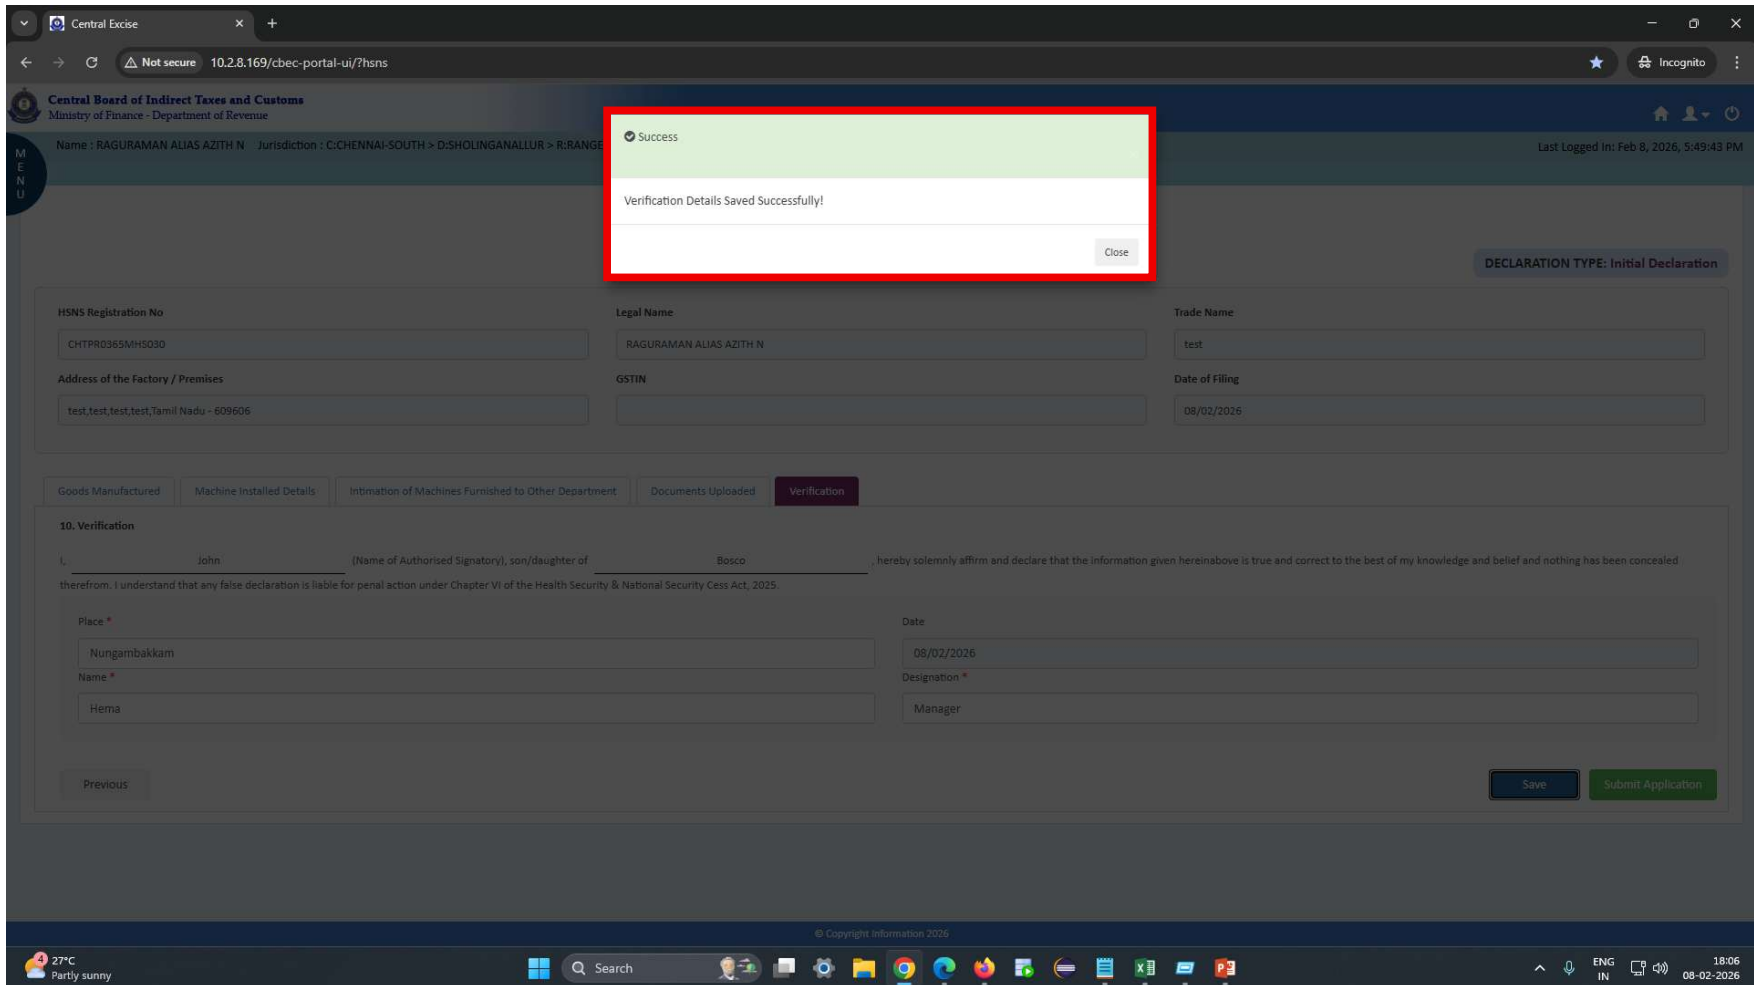 Central Excise
Not secure 10.2.8.169/cbec-portal-ui/?hsns
Incognito
Central Board of Indirect Taxes and Customs
Ministry of Finance - Department of Revenue
Success
Name : RAGURAMAN ALIAS AZITH N Jurisdiction : C:CHENNAI-SOUTH > D:SHOLINGANALLUR > R:RANGE
Last Logged In: Feb 8, 2026, 5:49:43 PM
MENU
Verification Details Saved Successfully!
Close
DECLARATION TYPE: Initial Declaration
HSNS Registration No Legal Name Trade Name
CHTPR0365MHS030 RAGURAMAN ALIAS AZITH N test
Address of the Factory / Premises GSTIN Date of Filing
test,test,test,test,Tamil Nadu - 609606 08/02/2026
Goods Manufactured Machine Installed Details Intimation of Machines Furnished to Other Department Documents Uploaded Verification
10. Verification
I, John (Name of Authorised Signatory), son/daughter of Bosco , hereby solemnly affirm and declare that the information given hereinabove is true and correct to the best of my knowledge and belief and nothing has been concealed
therefrom. I understand that any false declaration is liable for penal action under Chapter VI of the Health Security & National Security Cess Act, 2025.
Place * Date
Nungambakkam 08/02/2026
Name * Designation *
Hema Manager
Previous Save Submit Application
© Copyright Information 2026
4
27°C
Partly sunny
Search
ENG
IN
18:06
08-02-2026